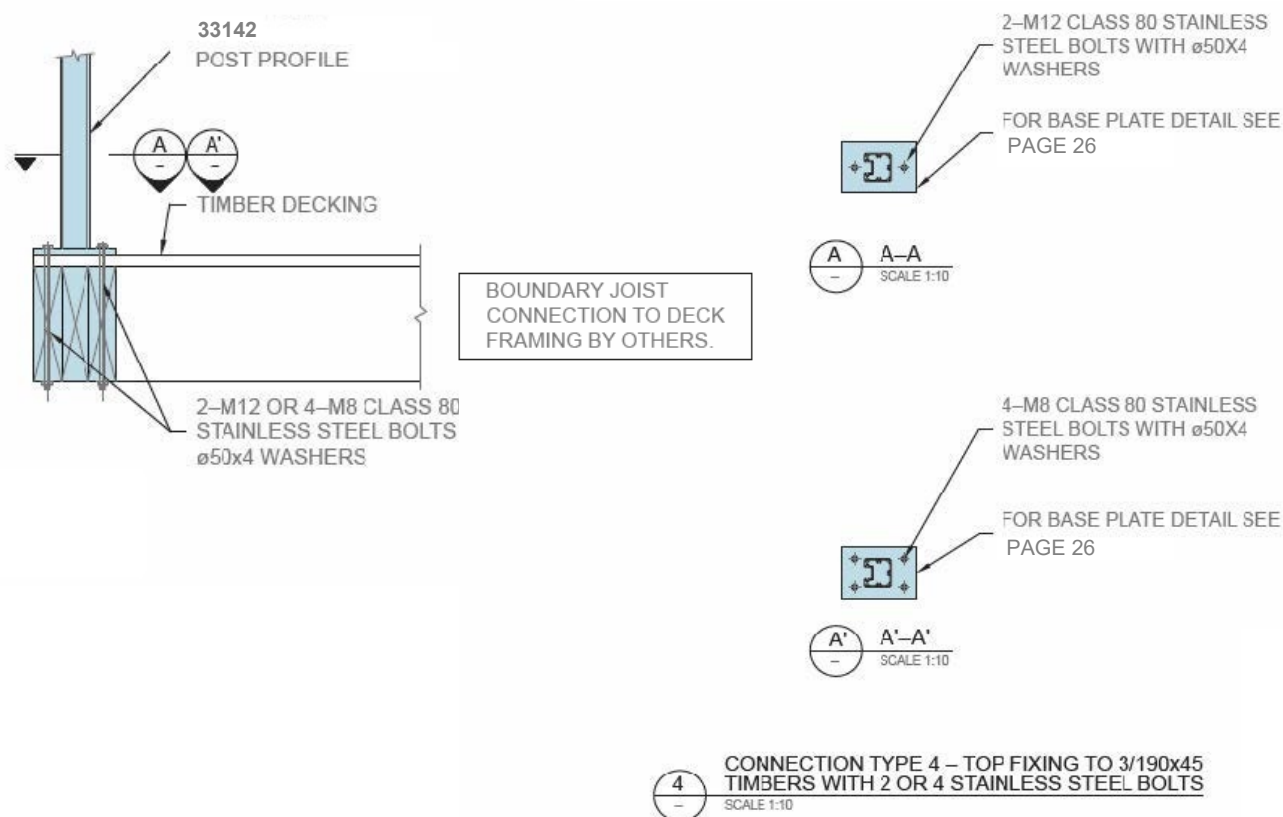 33142
POST PROFILE
A
–
A'
–
TIMBER DECKING
BOUNDARY JOIST
CONNECTION TO DECK
FRAMING BY OTHERS.
2–M12 OR 4–M8 CLASS 80
STAINLESS STEEL BOLTS
ø50x4 WASHERS
2–M12 CLASS 80 STAINLESS
STEEL BOLTS WITH ø50X4
WASHERS
FOR BASE PLATE DETAIL SEE
PAGE 26
A
–
A–A
SCALE 1:10
4–M8 CLASS 80 STAINLESS
STEEL BOLTS WITH ø50X4
WASHERS
FOR BASE PLATE DETAIL SEE
PAGE 26
A'
–
A'–A'
SCALE 1:10
4
–
CONNECTION TYPE 4 – TOP FIXING TO 3/190x45
TIMBERS WITH 2 OR 4 STAINLESS STEEL BOLTS
SCALE 1:10